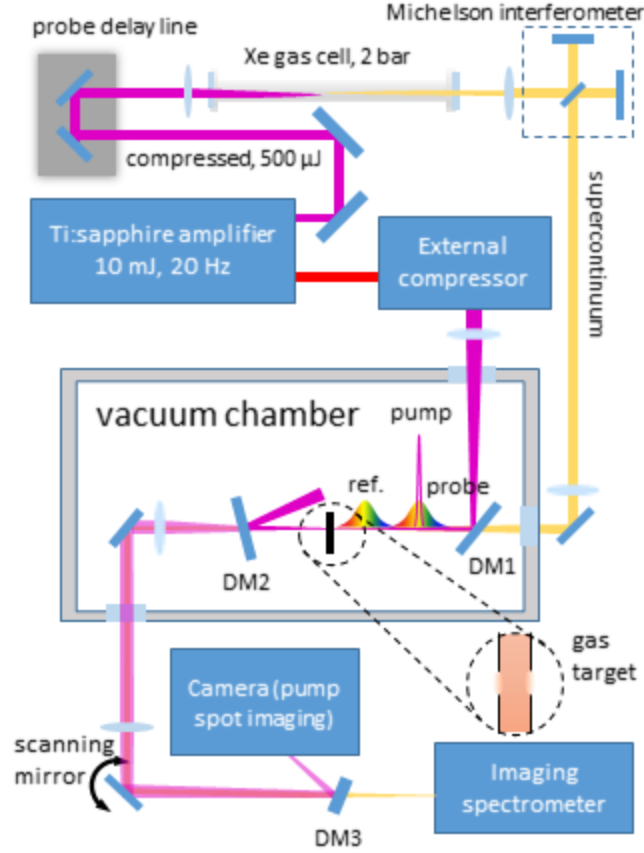 Michelson interferometer
probe delay line
Xe gas cell, 2 bar
compressed, 500 µJ
Ti:sapphire amplifier
10 mJ, 20 Hz
External
compressor
supercontinuum
vacuum chamber
pump
ref.
probe
DM2
DM1
gas
target
Camera (pump
spot imaging)
scanning
mirror
Imaging
spectrometer
DM3